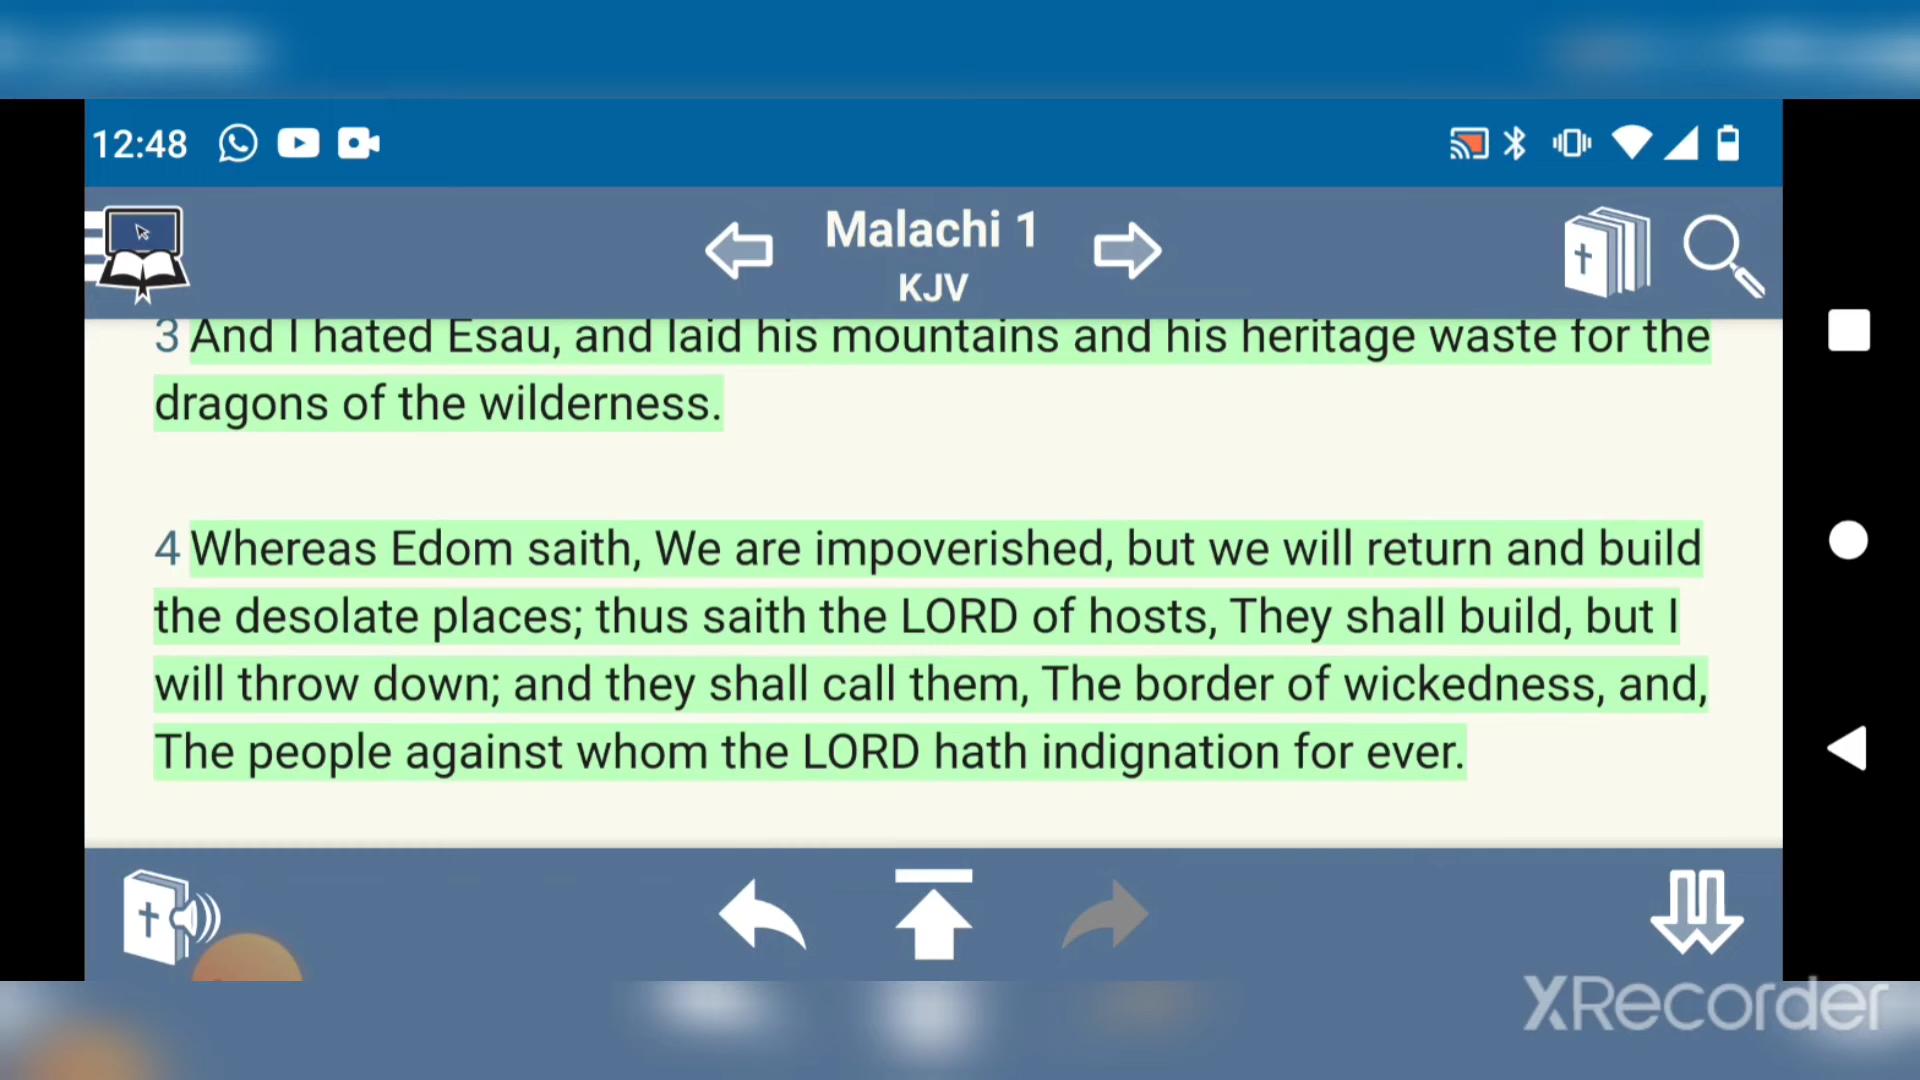 12:48
Malachi 1
KJV
3 And I hated Esau, and laid his mountains and his heritage waste for the
dragons of the wilderness.
4 Whereas Edom saith, We are impoverished, but we will return and build
the desolate places; thus saith the LORD of hosts, They shall build, but I
will throw down; and they shall call them, The border of wickedness, and,
The people against whom the LORD hath indignation for ever.
XRecorder